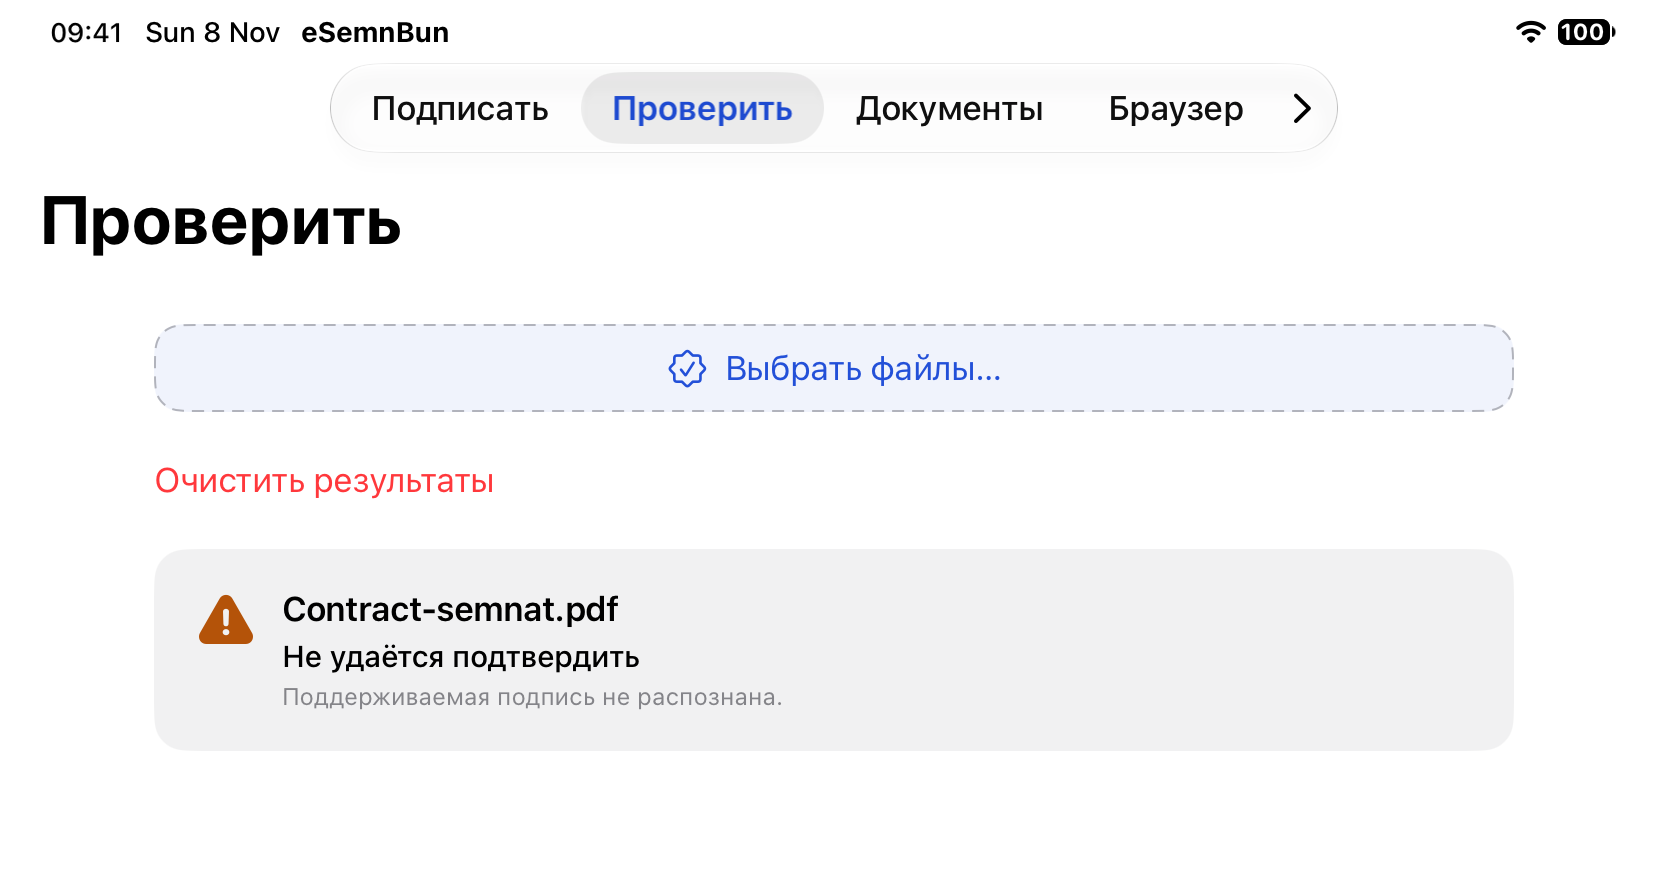 09:41 Sun 8 Nov eSemnBun
100
Подписать Проверить Документы Браузер
Проверить
Выбрать файлы...
Очистить результаты
Contract-semnat.pdf
Не удаётся подтвердить
Поддерживаемая подпись не распознана.